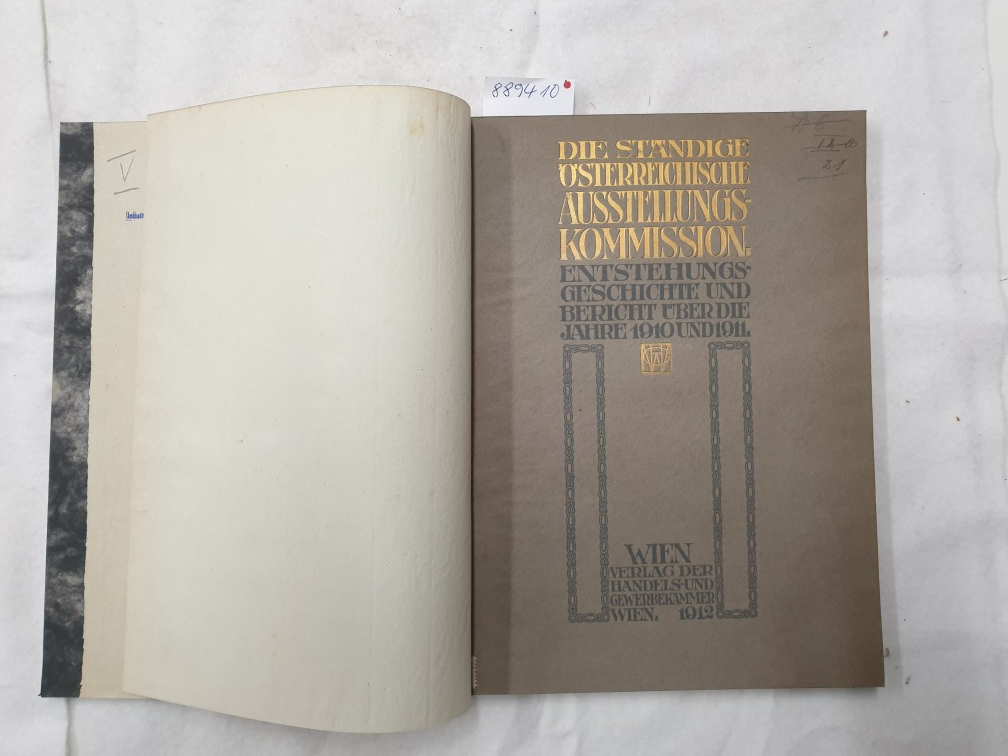 889410
V
DIE STÄNDIGE
ÖSTERREICHISCHE
AUSSTELLUNGS-
KOMMISSION.
ENTSTEHUNGS-
GESCHICHTE UND
BERICHT ÜBER DIE
JAHRE 1910 UND 1911.
WIEN
VERLAG DER
HANDELS- UND
GEWERBEKAMMER
WIEN. 1912
21